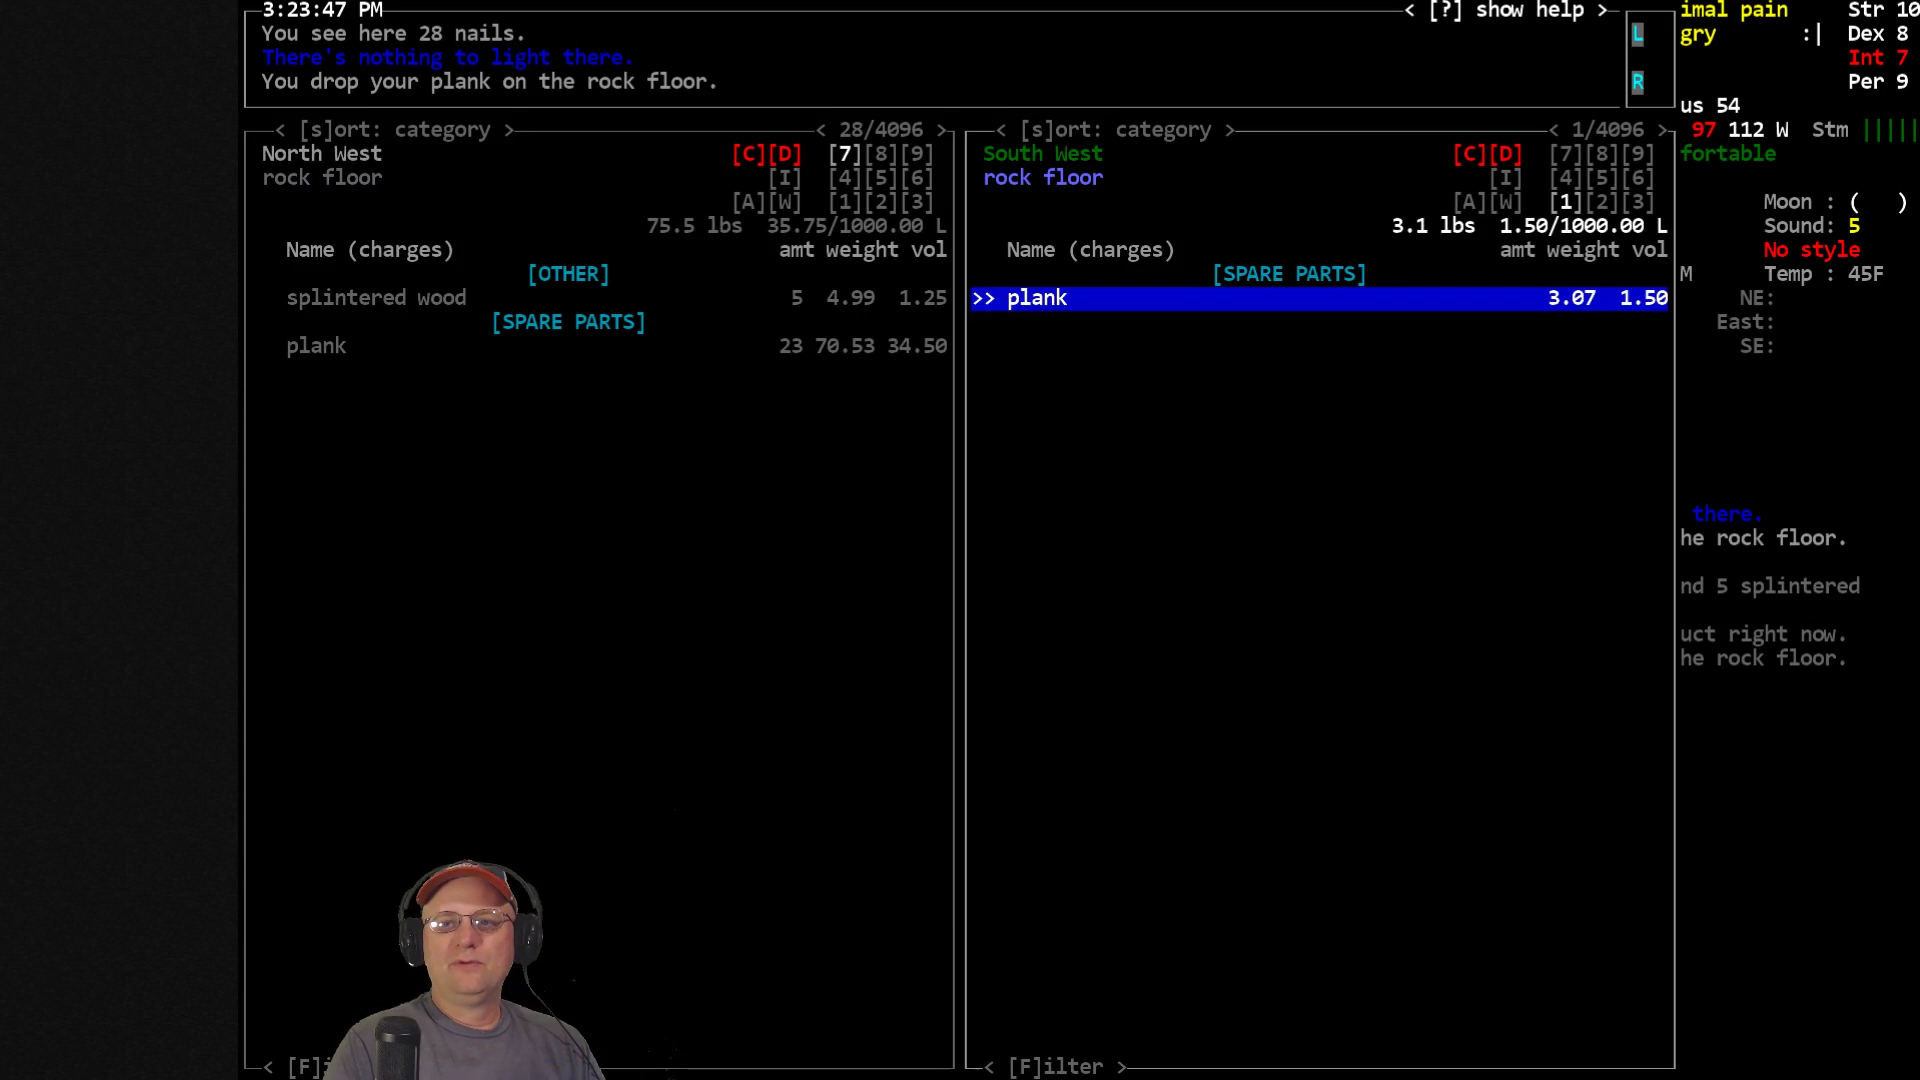 3:23:47 PM
< [?] show help >
You see here 28 nails.
There's nothing to light there.
You drop your plank on the rock floor.
L
R
imal pain Str 10
gry :| Dex 8
Int 7
Per 9
us 54
97 112 W Stm |||||
fortable
Moon : ( )
Sound: 5
No style
M Temp : 45F
NE:
East:
SE:
there.
he rock floor.
nd 5 splintered
uct right now.
he rock floor.
< [s]ort: category > < 28/4096 >
North West [C][D] [7][8][9]
rock floor [I] [4][5][6]
[A][W] [1][2][3]
75.5 lbs 35.75/1000.00 L
Name (charges) amt weight vol
[OTHER]
splintered wood 5 4.99 1.25
[SPARE PARTS]
plank 23 70.53 34.50
< [F]i
< [s]ort: category > < 1/4096 >
South West [C][D] [7][8][9]
rock floor [I] [4][5][6]
[A][W] [1][2][3]
3.1 lbs 1.50/1000.00 L
Name (charges) amt weight vol
[SPARE PARTS]
>> plank 3.07 1.50
< [F]ilter >